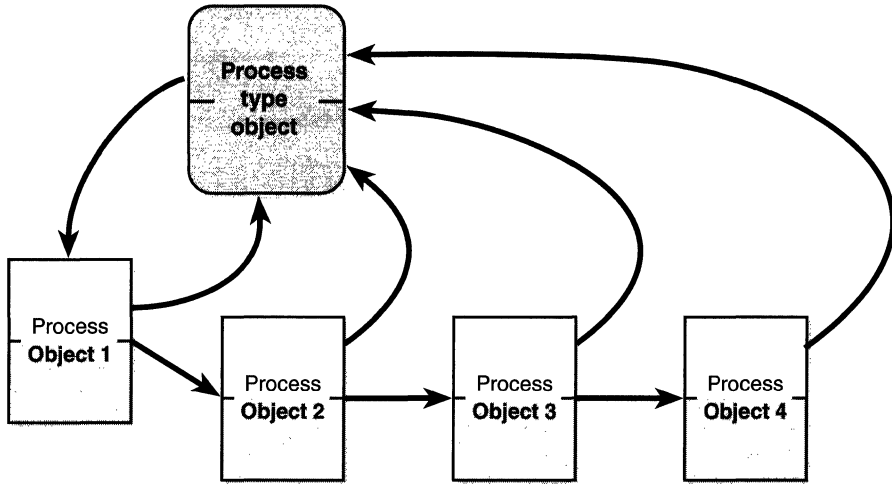 Process
type
object
Process
Object 1
Process
Object 2
Process
Object 3
Process
Object 4